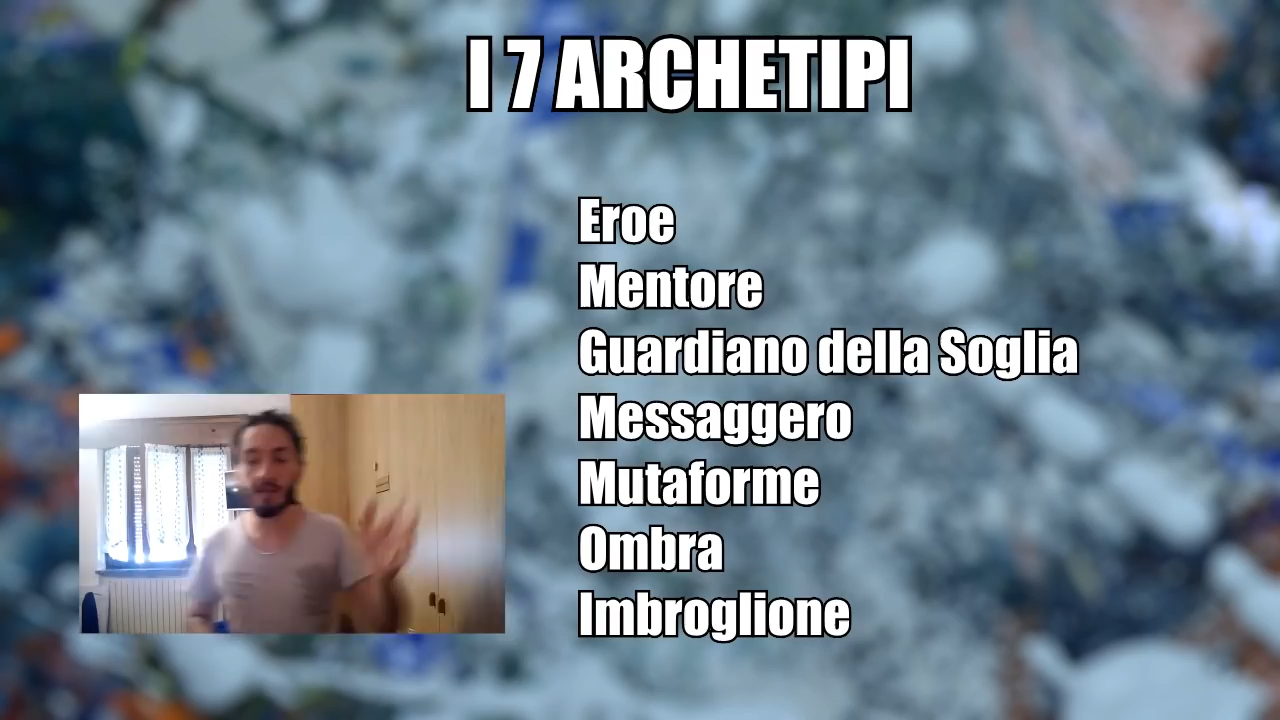 I 7 ARCHETIPI
Eroe
Mentore
Guardiano della Soglia
Messaggero
Mutaforme
Ombra
Imbroglione